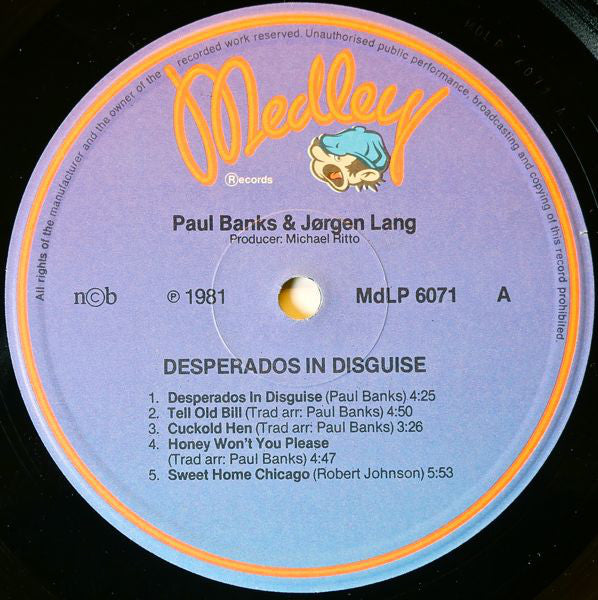 All rights of the manufacturer and the owner of the recorded work reserved. Unauthorised public performance, broadcasting and copying of this record prohibited
Medley
Ⓡecords
Paul Banks & Jørgen Lang
Producer: Michael Ritto
n©b
℗ 1981
MdLP 6071
A
DESPERADOS IN DISGUISE
1. Desperados In Disguise (Paul Banks) 4:25
2. Tell Old Bill (Trad arr: Paul Banks) 4:50
3. Cuckold Hen (Trad arr: Paul Banks) 3:26
4. Honey Won't You Please
(Trad arr: Paul Banks) 4:47
5. Sweet Home Chicago (Robert Johnson) 5:53